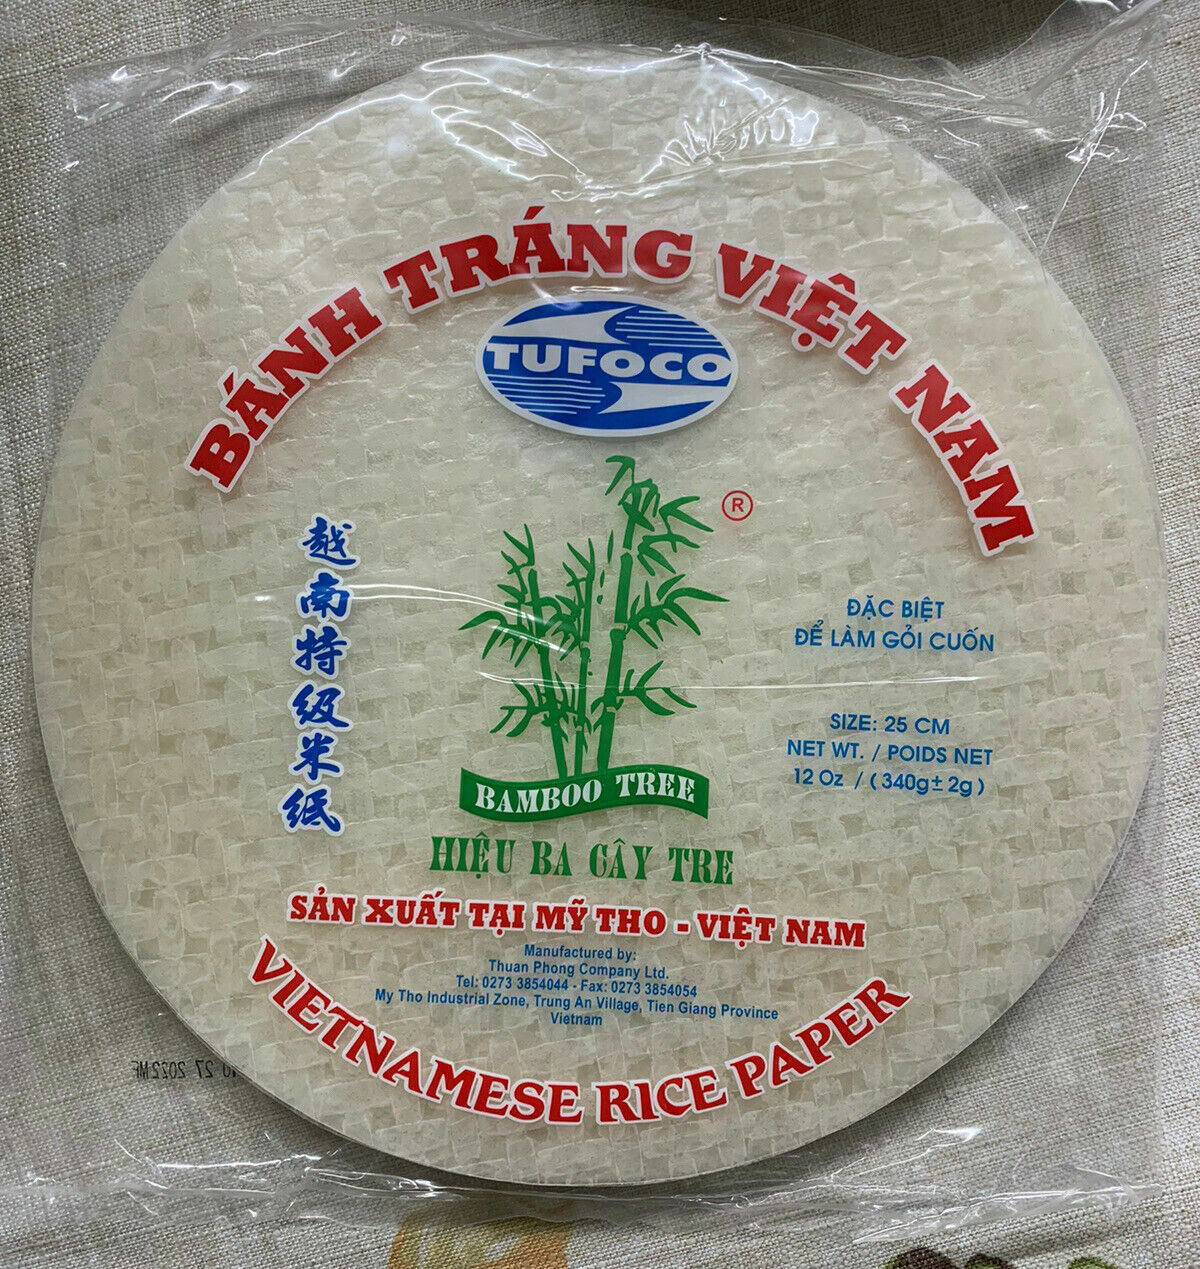 BÁNH TRÁNG VIỆT NAM
TUFOCO
®
越南特级米纸
ĐẶC BIỆT
ĐỂ LÀM GỎI CUỐN
SIZE: 25 CM
NET WT. / POIDS NET
12 Oz / ( 340g± 2g )
BAMBOO TREE
HIỆU BA CÂY TRE
SẢN XUẤT TẠI MỸ THO - VIỆT NAM
Manufactured by:
Thuan Phong Company Ltd.
Tel: 0273 3854044 - Fax: 0273 3854054
My Tho Industrial Zone, Trung An Village, Tien Giang Province
Vietnam
VIETNAMESE RICE PAPER
27 2022